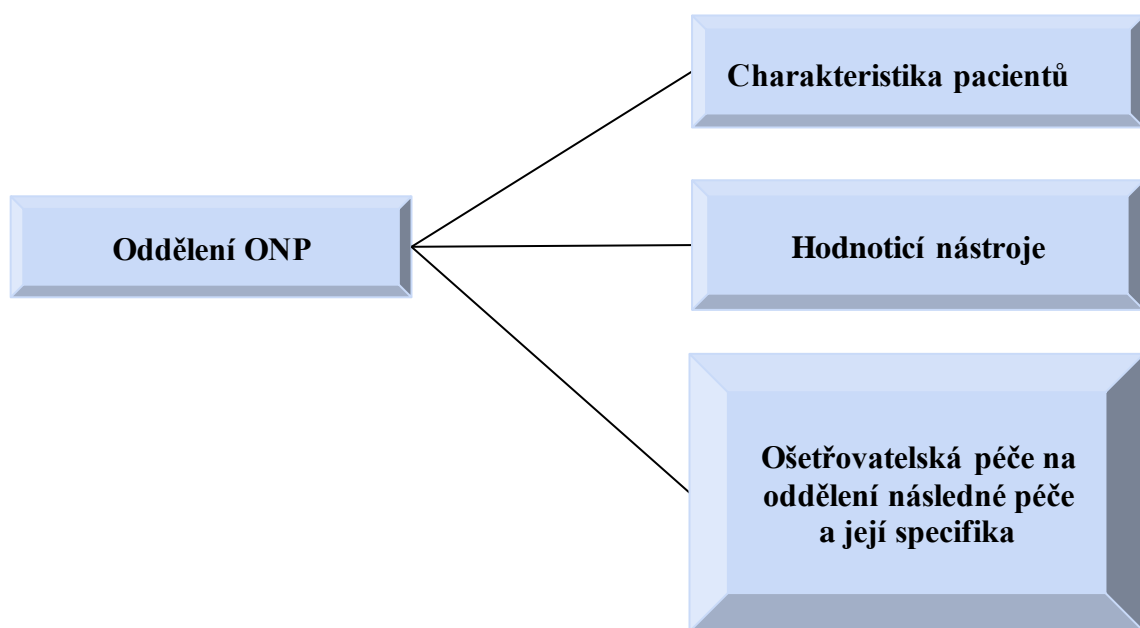 Charakteristika pacientů
Oddělení ONP
Hodnoticí nástroje
Ošetřovatelská péče na
oddělení následné péče
a její specifika